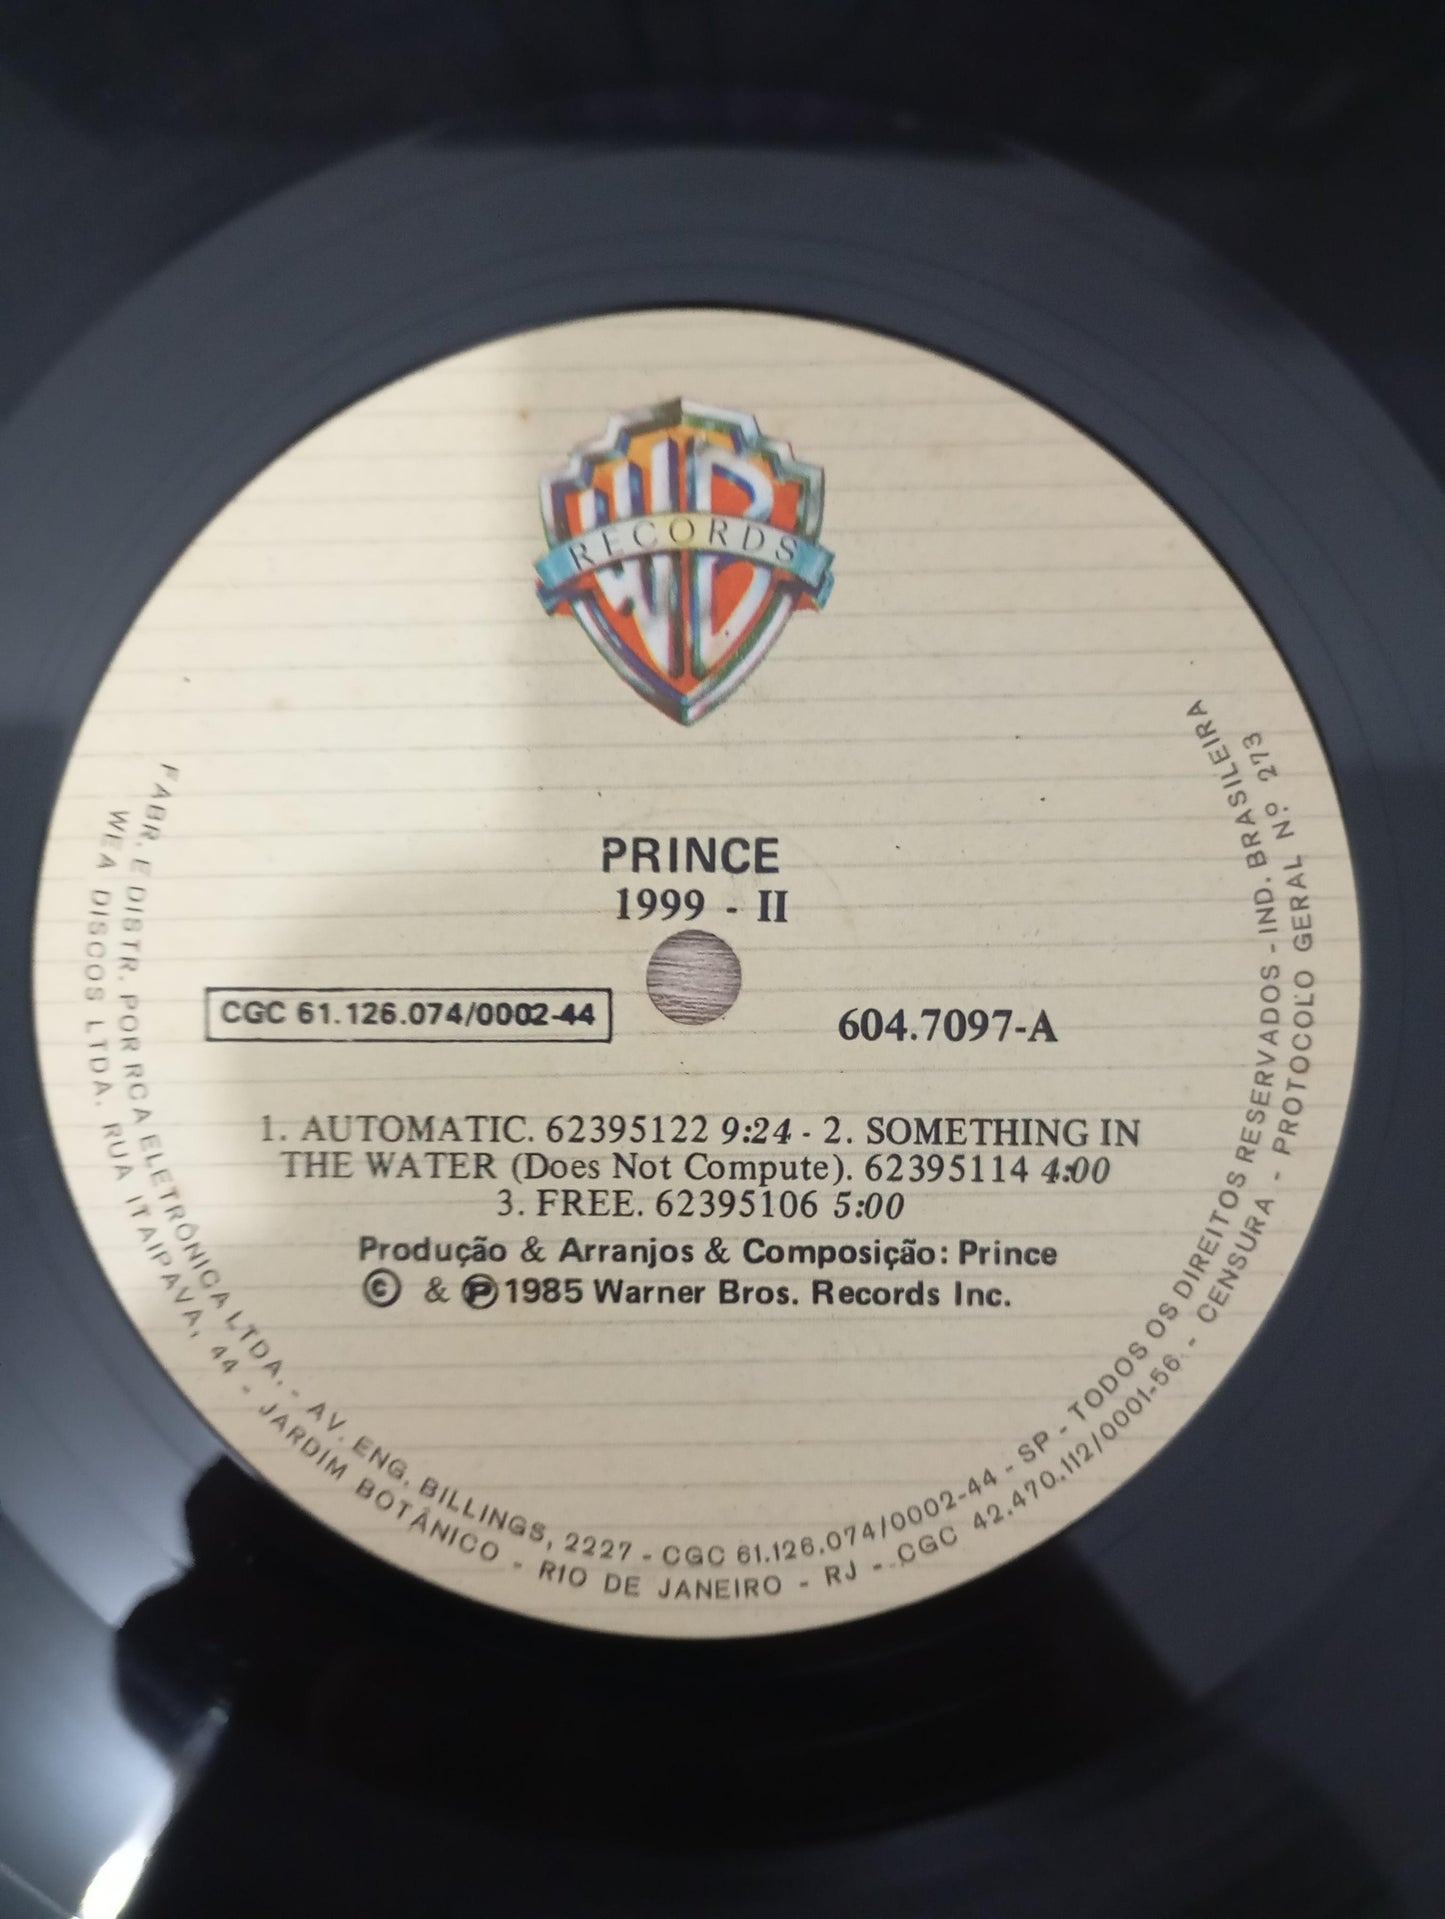 WB
RECORDS
PRINCE
1999 - II
CGC 61.126.074/0002-44
604.7097-A
1. AUTOMATIC. 62395122 9:24 - 2. SOMETHING IN
THE WATER (Does Not Compute). 62395114 4:00
3. FREE. 62395106 5:00
Produção & Arranjos & Composição: Prince
© & ℗ 1985 Warner Bros. Records Inc.
FABR. E DISTR. POR RCA ELETRÔNICA LTDA. - AV. ENG. BILLINGS, 2227 - CGC 61.126.074/0002-44 - SP - TODOS OS DIREITOS RESERVADOS - IND. BRASILEIRA
WEA DISCOS LTDA. RUA ITAIPAVA, 44 - JARDIM BOTÂNICO - RIO DE JANEIRO - RJ - CGC 42.470.112/0001-56 - CENSURA - PROTOCOLO GERAL Nº 273